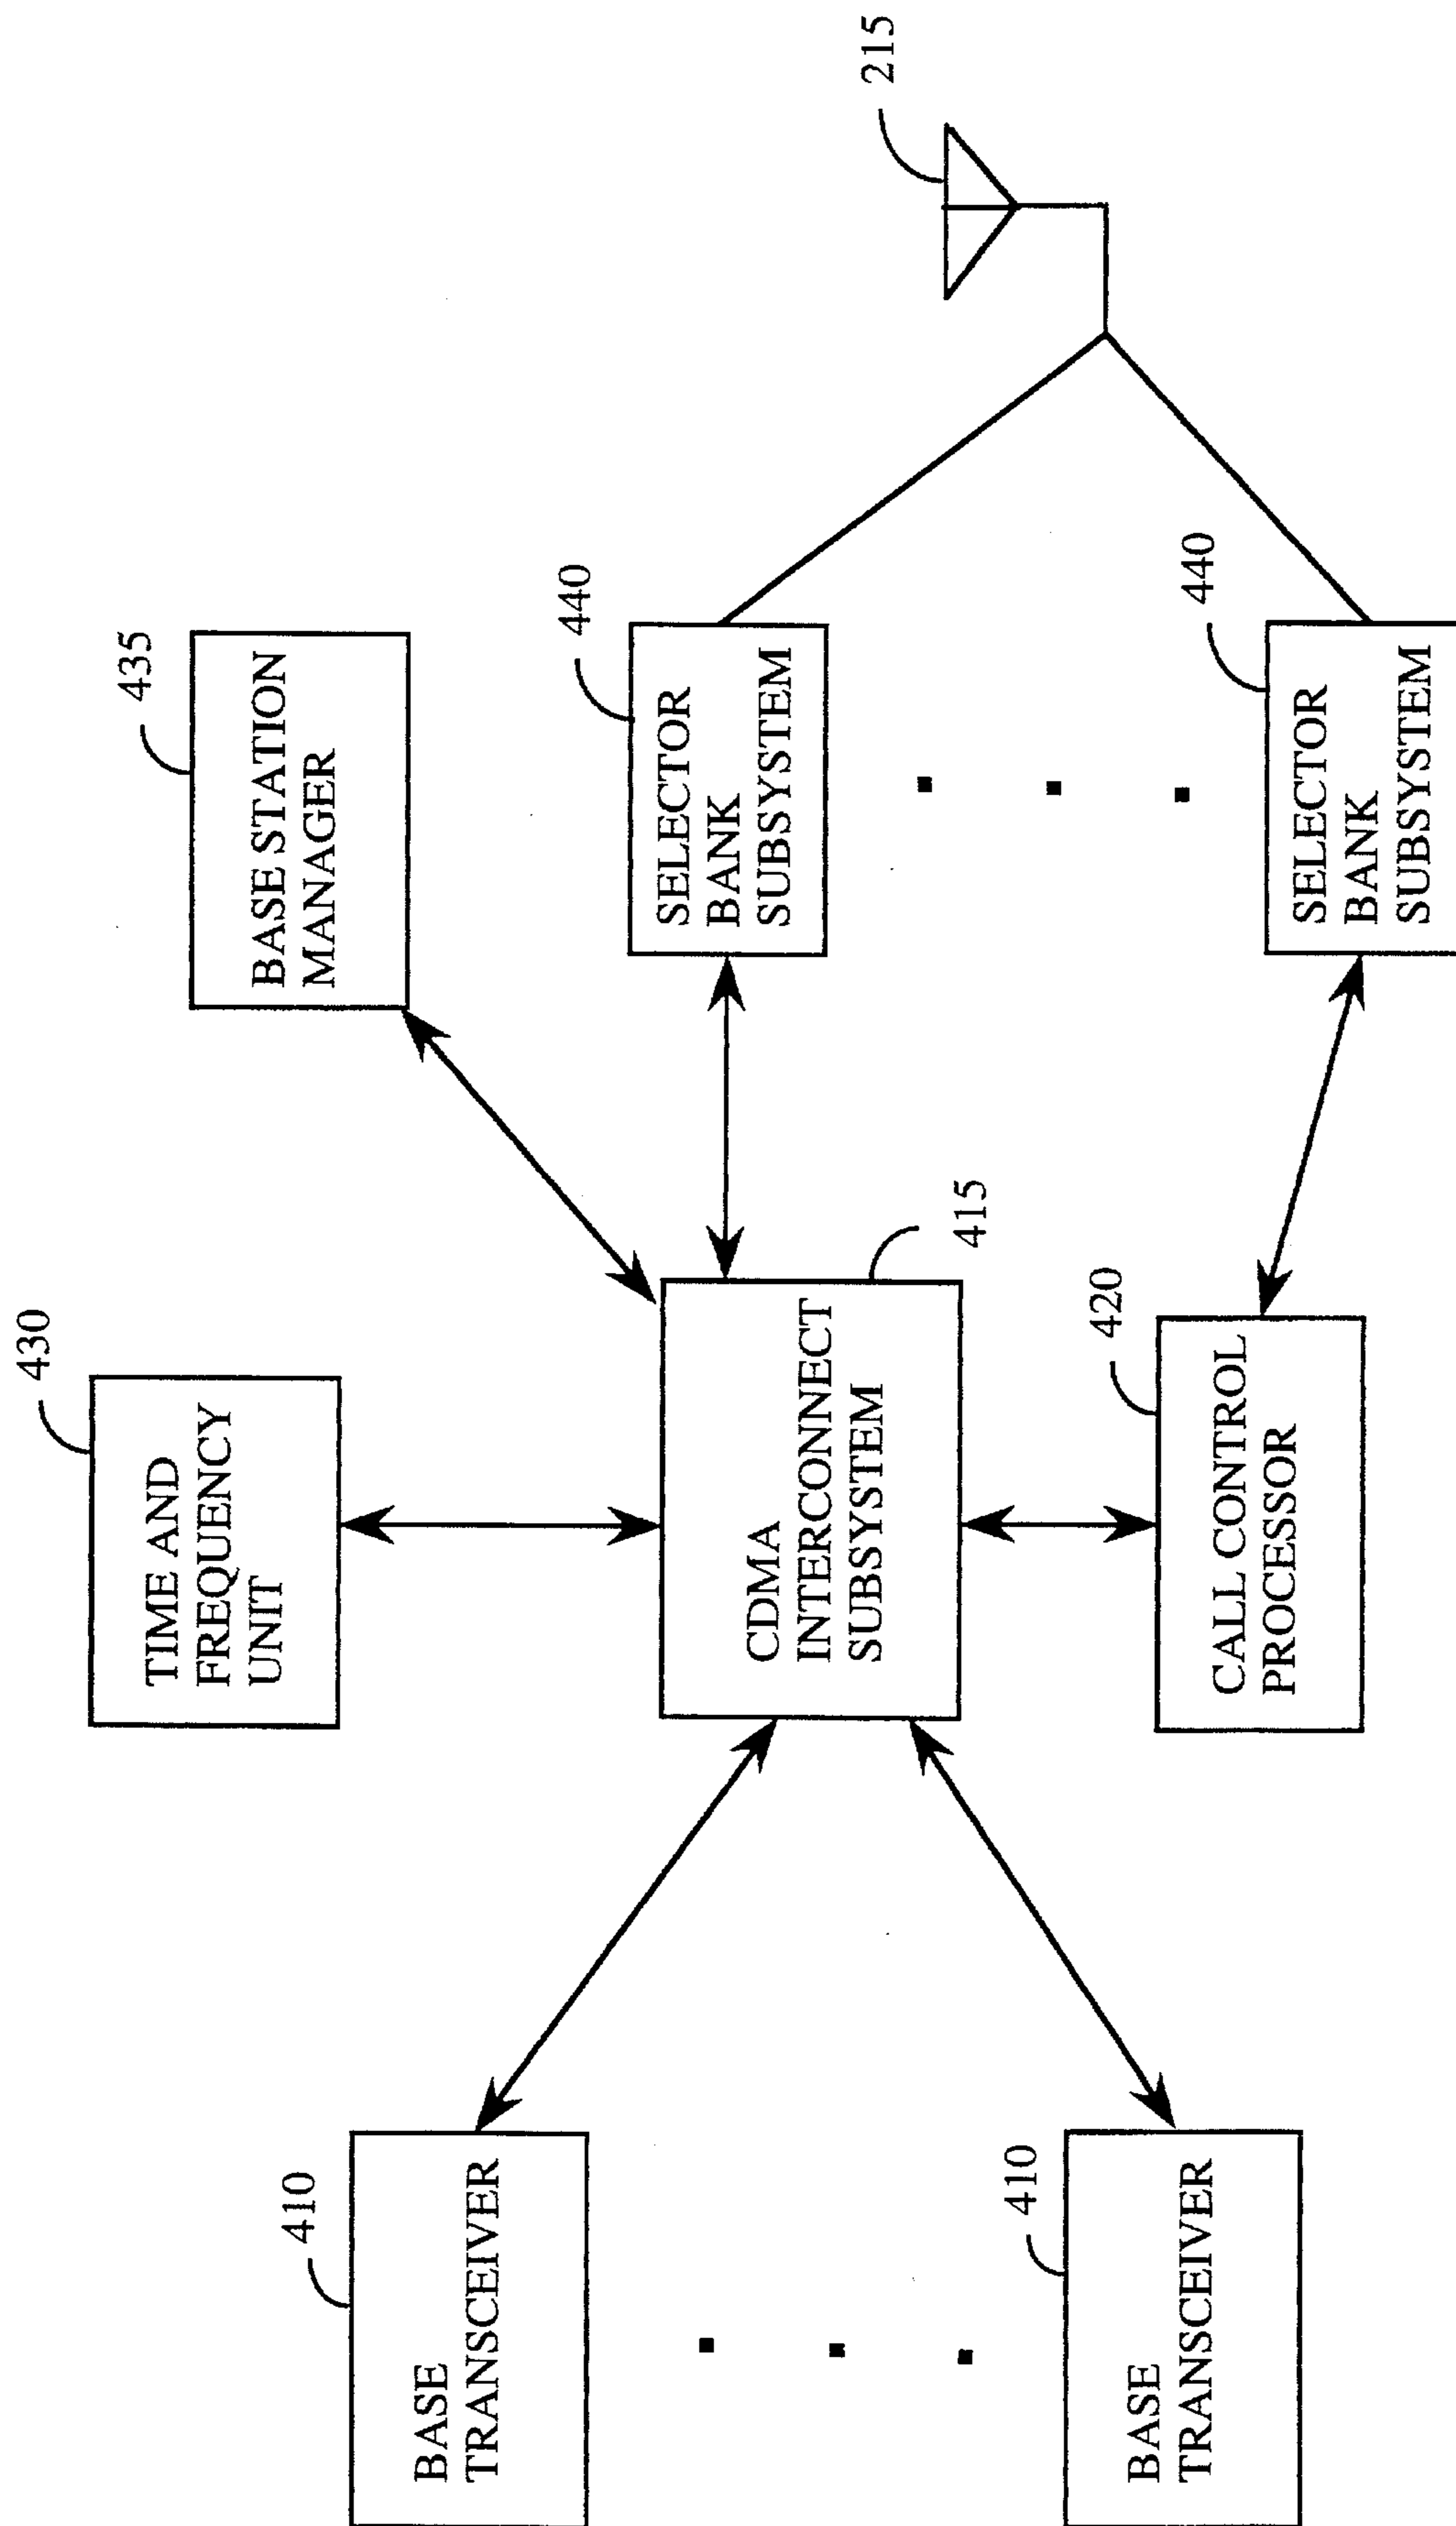 430
TIME AND
FREQUENCY
UNIT
435
BASE STATION
MANAGER
410
BASE
TRANSCEIVER
CDMA
INTERCONNECT
SUBSYSTEM
415
440
SELECTOR
BANK
SUBSYSTEM
215
410
BASE
TRANSCEIVER
420
CALL CONTROL
PROCESSOR
440
SELECTOR
BANK
SUBSYSTEM